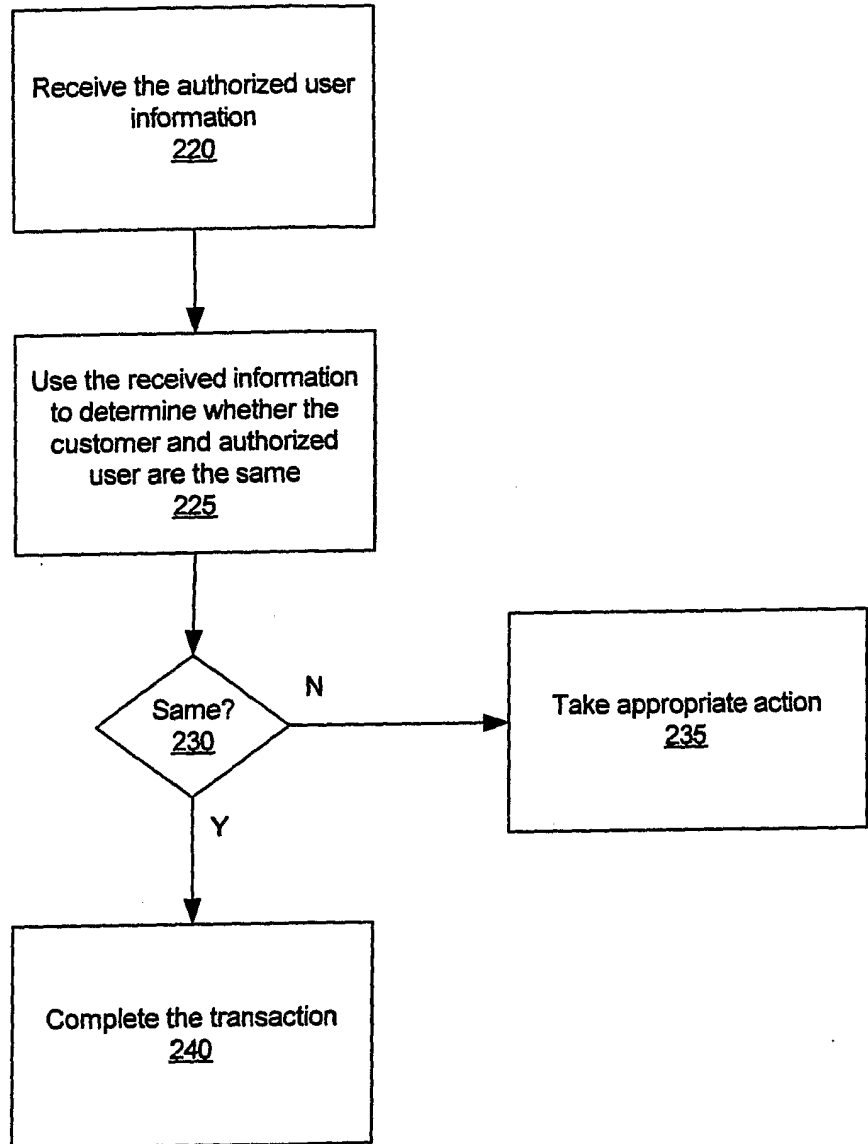 Receive the authorized user
information
220
Use the received information
to determine whether the
customer and authorized
user are the same
225
Same?
230
N
Take appropriate action
235
Y
Complete the transaction
240